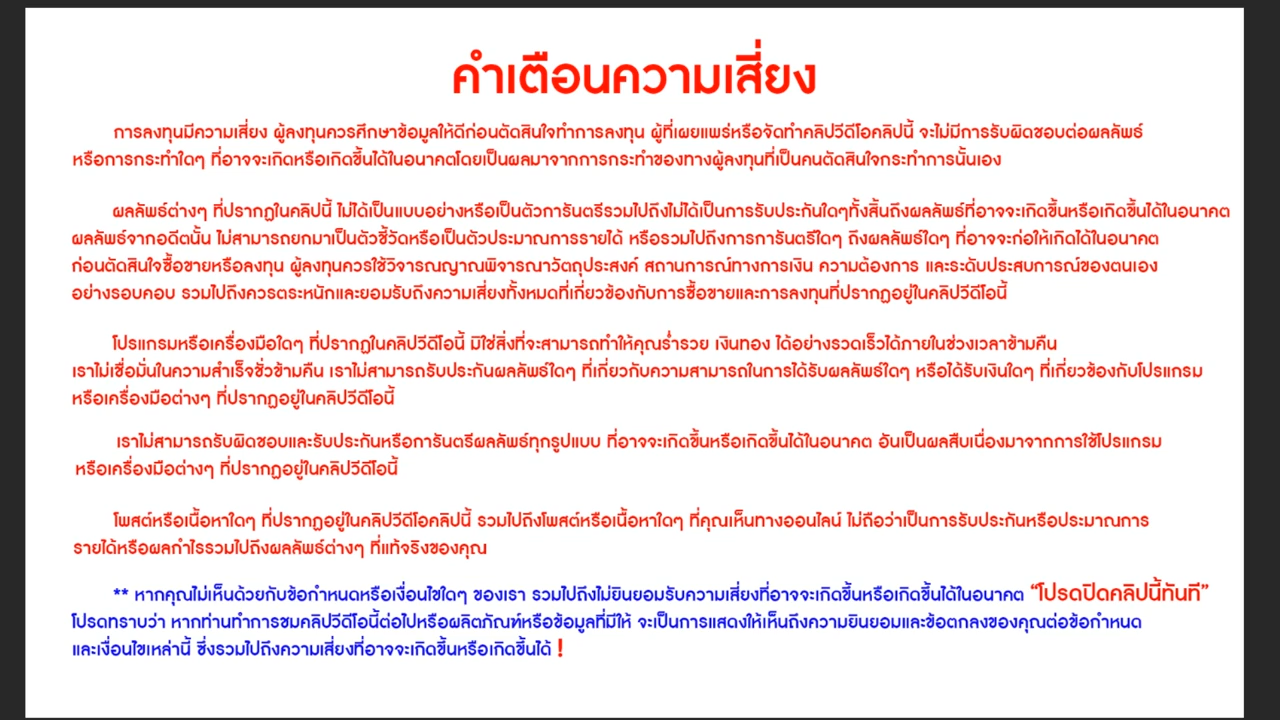 คำเตือนความเสี่ยง
การลงทุนมีความเสี่ยง ผู้ลงทุนควรศึกษาข้อมูลให้ดีก่อนตัดสินใจทำการลงทุน ผู้ที่เผยแพร่หรือจัดทำคลิปวีดีโอคลิปนี้ จะไม่มีการรับผิดชอบต่อผลลัพธ์
หรือการกระทำใดๆ ที่อาจจะเกิดหรือเกิดขึ้นได้ในอนาคตโดยเป็นผลมาจากการกระทำของทางผู้ลงทุนที่เป็นคนตัดสินใจกระทำการนั้นเอง
ผลลัพธ์ต่างๆ ที่ปรากฏในคลิปนี้ ไม่ได้เป็นแบบอย่างหรือเป็นตัวการันตรีรวมไปถึงไม่ได้เป็นการรับประกันใดๆทั้งสิ้นถึงผลลัพธ์ที่อาจจะเกิดขึ้นหรือเกิดขึ้นได้ในอนาคต
ผลลัพธ์จากอดีตนั้น ไม่สามารถยกมาเป็นตัวชี้วัดหรือเป็นตัวประมาณการรายได้ หรือรวมไปถึงการการันตรีใดๆ ถึงผลลัพธ์ใดๆ ที่อาจจะก่อให้เกิดได้ในอนาคต
ก่อนตัดสินใจซื้อขายหรือลงทุน ผู้ลงทุนควรใช้วิจารณญาณพิจารณาวัตถุประสงค์ สถานการณ์ทางการเงิน ความต้องการ และระดับประสบการณ์ของตนเอง
อย่างรอบคอบ รวมไปถึงควรตระหนักและยอมรับถึงความเสี่ยงทั้งหมดที่เกี่ยวข้องกับการซื้อขายและการลงทุนที่ปรากฏอยู่ในคลิปวีดีโอนี้
โปรแกรมหรือเครื่องมือใดๆ ที่ปรากฏในคลิปวีดีโอนี้ มิใช่สิ่งที่จะสามารถทำให้คุณร่ำรวย เงินทอง ได้อย่างรวดเร็วได้ภายในช่วงเวลาข้ามคืน
เราไม่เชื่อมั่นในความสำเร็จชั่วข้ามคืน เราไม่สามารถรับประกันผลลัพธ์ใดๆ ที่เกี่ยวกับความสามารถในการได้รับผลลัพธ์ใดๆ หรือได้รับเงินใดๆ ที่เกี่ยวข้องกับโปรแกรม
หรือเครื่องมือต่างๆ ที่ปรากฏอยู่ในคลิปวีดีโอนี้
เราไม่สามารถรับผิดชอบและรับประกันหรือการันตรีผลลัพธ์ทุกรูปแบบ ที่อาจจะเกิดขึ้นหรือเกิดขึ้นได้ในอนาคต อันเป็นผลสืบเนื่องมาจากการใช้โปรแกรม
หรือเครื่องมือต่างๆ ที่ปรากฏอยู่ในคลิปวีดีโอนี้
โพสต์หรือเนื้อหาใดๆ ที่ปรากฏอยู่ในคลิปวีดีโอคลิปนี้ รวมไปถึงโพสต์หรือเนื้อหาใดๆ ที่คุณเห็นทางออนไลน์ ไม่ถือว่าเป็นการรับประกันหรือประมาณการ
รายได้หรือผลกำไรรวมไปถึงผลลัพธ์ต่างๆ ที่แท้จริงของคุณ
** หากคุณไม่เห็นด้วยกับข้อกำหนดหรือเงื่อนไขใดๆ ของเรา รวมไปถึงไม่ยินยอมรับความเสี่ยงที่อาจจะเกิดขึ้นหรือเกิดขึ้นได้ในอนาคต “โปรดปิดคลิปนี้ทันที”
โปรดทราบว่า หากท่านทำการชมคลิปวีดีโอนี้ต่อไปหรือผลิตภัณฑ์หรือข้อมูลที่มีให้ จะเป็นการแสดงให้เห็นถึงความยินยอมและข้อตกลงของคุณต่อข้อกำหนด
และเงื่อนไขเหล่านี้ ซึ่งรวมไปถึงความเสี่ยงที่อาจจะเกิดขึ้นหรือเกิดขึ้นได้ !